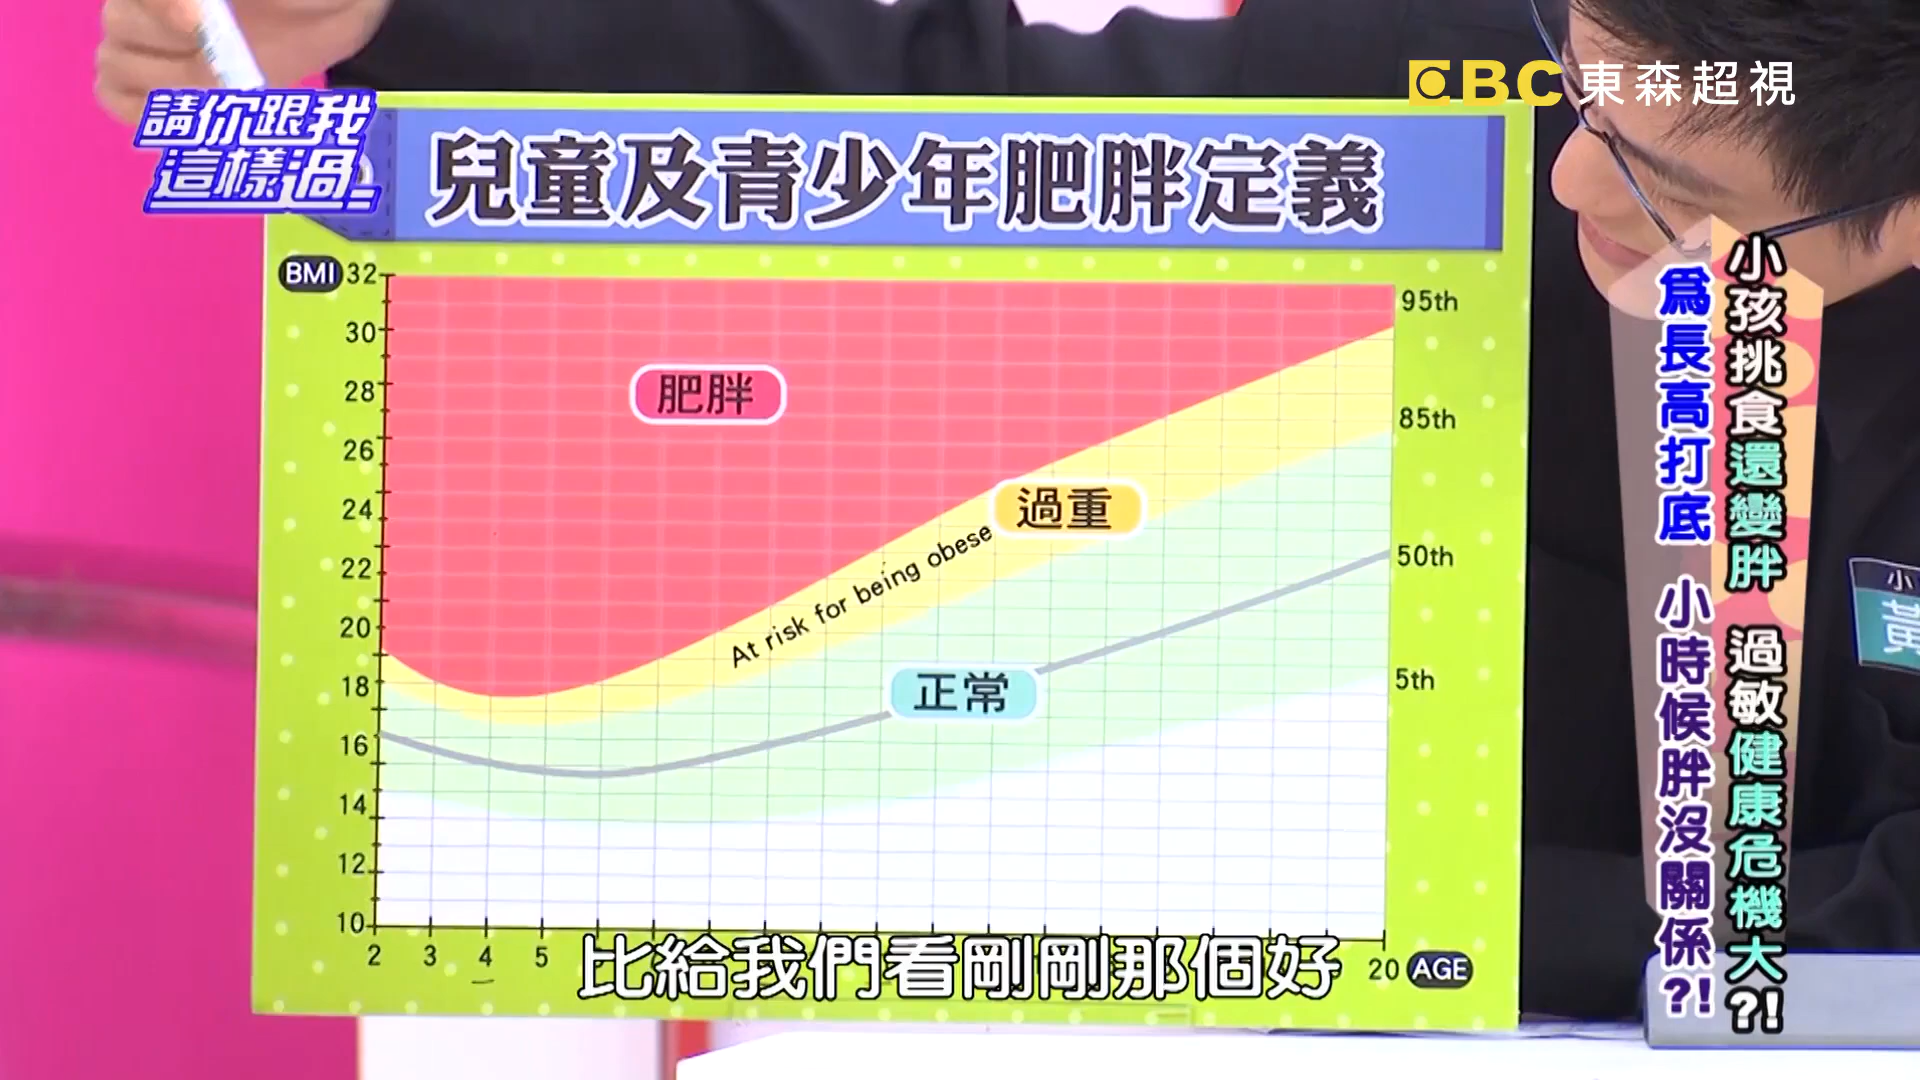 EBC 東森超視
請你跟我
這樣過
兒童及青少年肥胖定義
BMI
32
30
28
26
24
22
20
18
16
14
12
10
肥胖
過重
At risk for being obese
正常
95th
85th
50th
5th
2 3 4 5 20 AGE
小孩挑食還變胖 過敏健康危機大?!
為長高打底 小時候胖沒關係?!
小
黃
比給我們看剛剛那個好